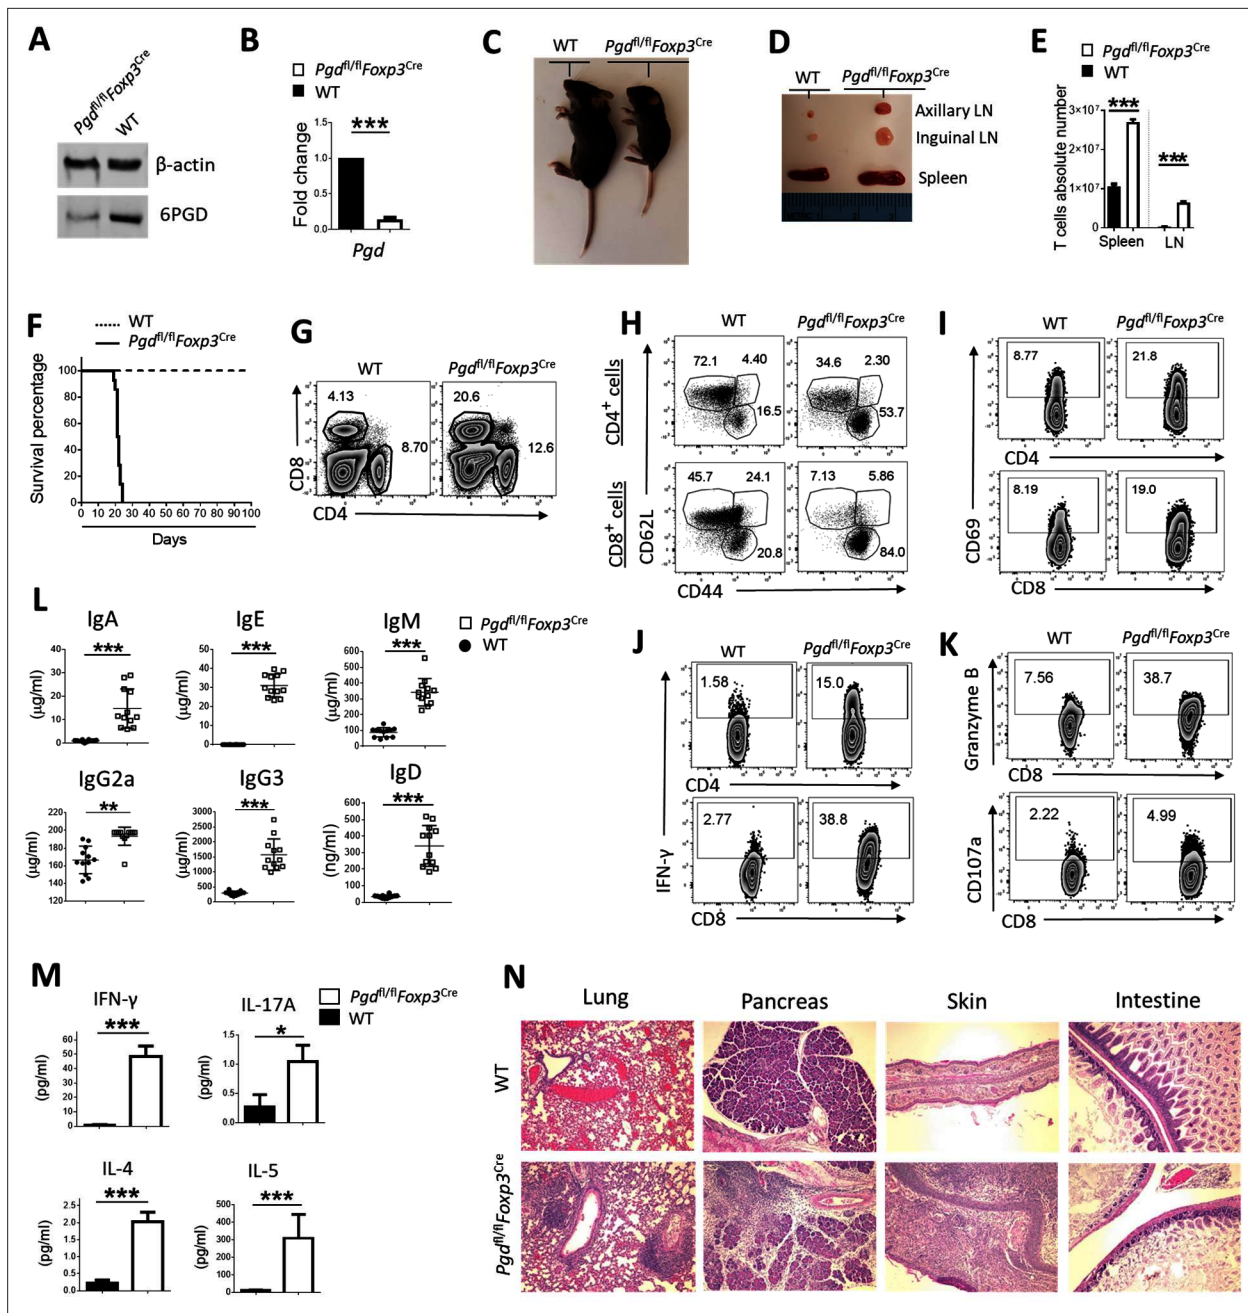 A
Pgdfl/flFoxp3Cre
WT
β-actin
6PGD
B
Pgdfl/flFoxp3Cre
WT
***
Fold change
1.5
1.0
0.5
0.0
Pgd
C
WT
Pgdfl/flFoxp3Cre
D
WT
Pgdfl/flFoxp3Cre
Axillary LN
Inguinal LN
Spleen
E
Pgdfl/flFoxp3Cre
WT
T cells absolute number
3×10⁷
2×10⁷
1×10⁷
0
***
***
Spleen
LN
F
WT
Pgdfl/flFoxp3Cre
Survival percentage
100
80
60
40
20
0
0 10 20 30 40 50 60 70 80 90 100
Days
G
WT
Pgdfl/flFoxp3Cre
4.13
8.70
20.6
12.6
CD8
CD4
H
WT
Pgdfl/flFoxp3Cre
CD4⁺ cells
72.1
4.40
16.5
34.6
2.30
53.7
CD8⁺ cells
45.7
24.1
20.8
7.13
5.86
84.0
CD62L
CD44
I
WT
Pgdfl/flFoxp3Cre
8.77
21.8
CD4
8.19
19.0
CD69
CD8
L
Pgdfl/flFoxp3Cre
WT
IgA
***
(µg/ml)
40
30
20
10
0
IgE
***
(µg/ml)
50
40
30
20
10
0
IgM
***
(µg/ml)
600
500
400
300
200
100
0
IgG2a
**
(µg/ml)
220
200
180
160
140
120
IgG3
***
(µg/ml)
3000
2500
2000
1500
1000
500
0
IgD
***
(ng/ml)
600
500
400
300
200
100
0
J
WT
Pgdfl/flFoxp3Cre
1.58
15.0
CD4
2.77
38.8
IFN-γ
CD8
K
WT
Pgdfl/flFoxp3Cre
Granzyme B
7.56
38.7
CD8
CD107a
2.22
4.99
CD8
M
Pgdfl/flFoxp3Cre
WT
IFN-γ
***
(pg/ml)
60
50
40
30
20
10
0
IL-17A
*
(pg/ml)
1.5
1.0
0.5
0.0
IL-4
***
(pg/ml)
2.5
2.0
1.5
1.0
0.5
0.0
IL-5
***
(pg/ml)
500
400
300
200
100
0
N
Lung
Pancreas
Skin
Intestine
WT
Pgdfl/flFoxp3Cre